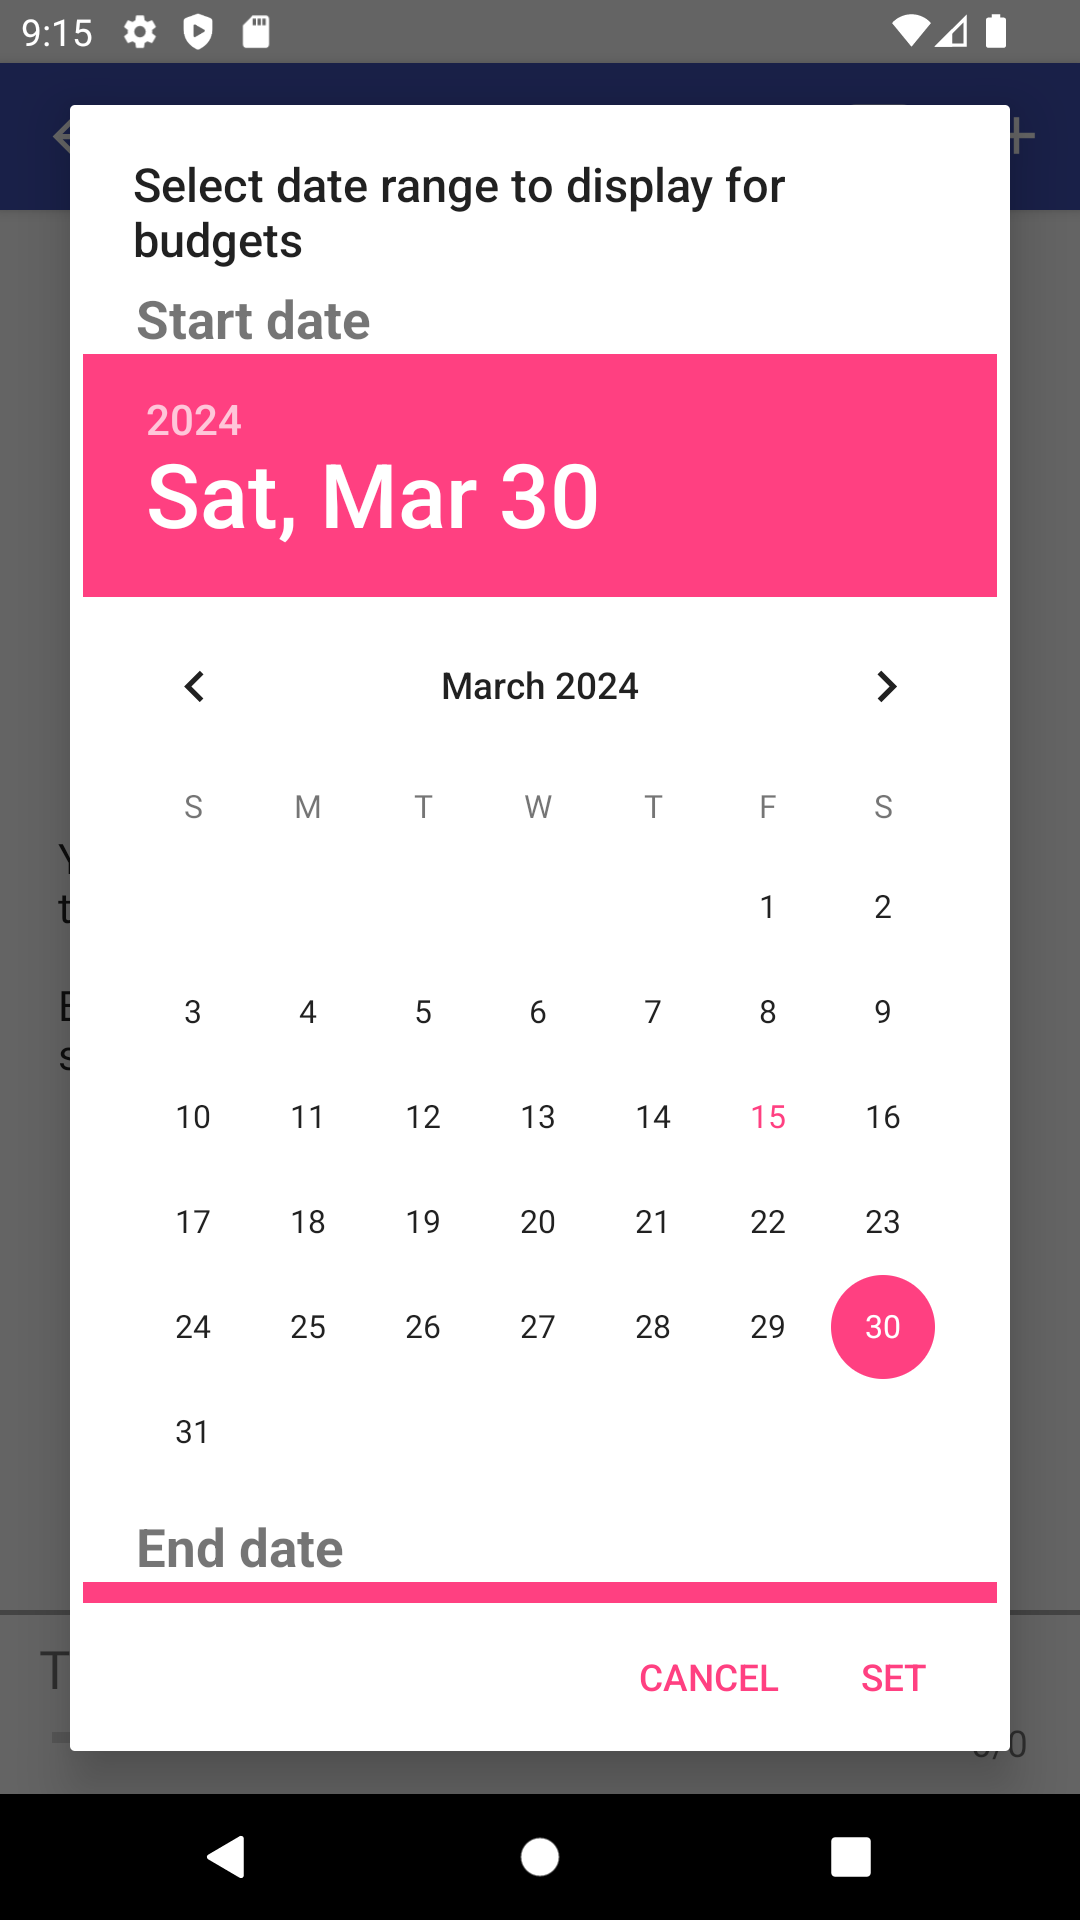 9:15
Select date range to display for
budgets
Start date
2024
Sat, Mar 30
March 2024
S M T W T F S
1 2
3 4 5 6 7 8 9
10 11 12 13 14 15 16
17 18 19 20 21 22 23
24 25 26 27 28 29 30
31
End date
CANCEL SET